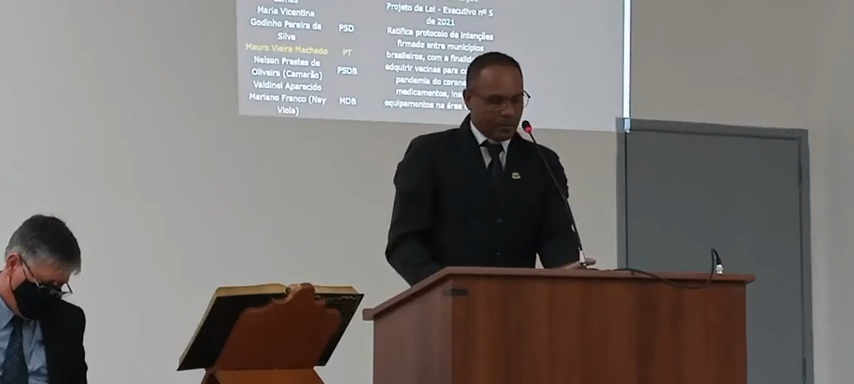 Maria Vicentina
Godinho Pereira da
Silva
PSD
Mauro Vieira Machado
PT
Nelson Prestes de
Oliveira (Camarão)
PSDB
Valdinei Aparecido
Mariano Franco (Ney
Viola)
MDB
Projeto de Lei - Executivo nº 5
de 2021
Ratifica protocolo de intenções
firmado entre municípios
brasileiros, com a finalid
adquirir vacinas para co
pandemia do coron
medicamentos, ins
equipamentos na área